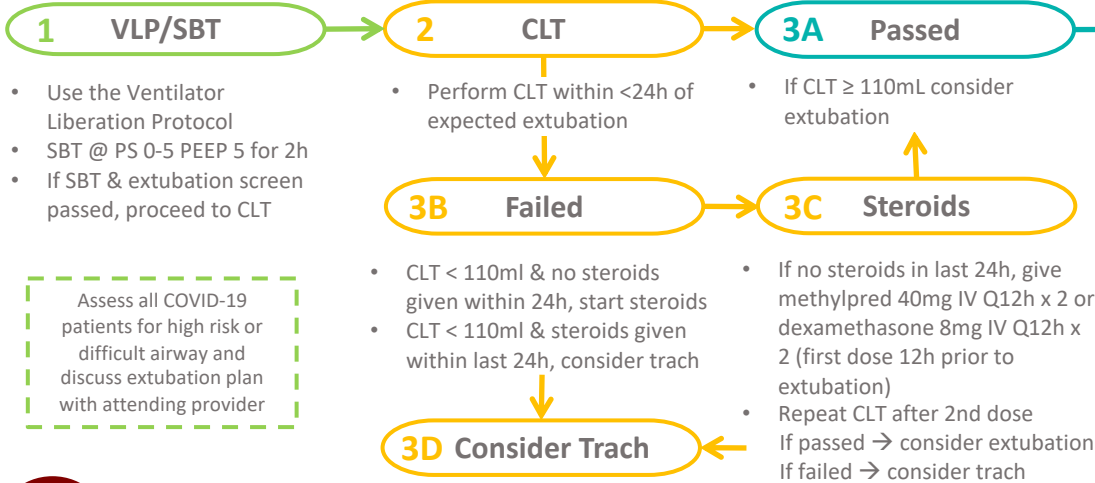 1 VLP/SBT
• Use the Ventilator
Liberation Protocol
• SBT @ PS 0-5 PEEP 5 for 2h
• If SBT & extubation screen
passed, proceed to CLT
Assess all COVID-19
patients for high risk or
difficult airway and
discuss extubation plan
with attending provider
2 CLT
• Perform CLT within <24h of
expected extubation
3A Passed
• If CLT ≥ 110mL consider
extubation
3B Failed
• CLT < 110ml & no steroids
given within 24h, start steroids
• CLT < 110ml & steroids given
within last 24h, consider trach
3C Steroids
• If no steroids in last 24h, give
methylpred 40mg IV Q12h x 2 or
dexamethasone 8mg IV Q12h x
2 (first dose 12h prior to
extubation)
• Repeat CLT after 2nd dose
If passed → consider extubation
If failed → consider trach
3D Consider Trach